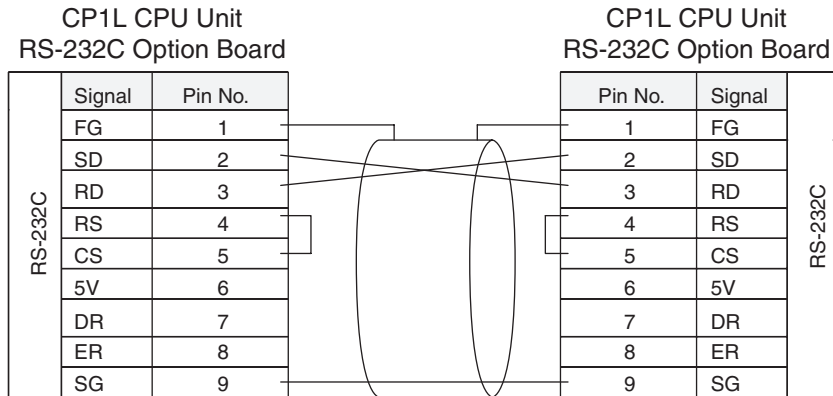 CP1L CPU Unit
RS-232C Option Board
CP1L CPU Unit
RS-232C Option Board
RS-232C
Signal Pin No.
FG 1
SD 2
RD 3
RS 4
CS 5
5V 6
DR 7
ER 8
SG 9
Pin No. Signal
1 FG
2 SD
3 RD
4 RS
5 CS
6 5V
7 DR
8 ER
9 SG
RS-232C